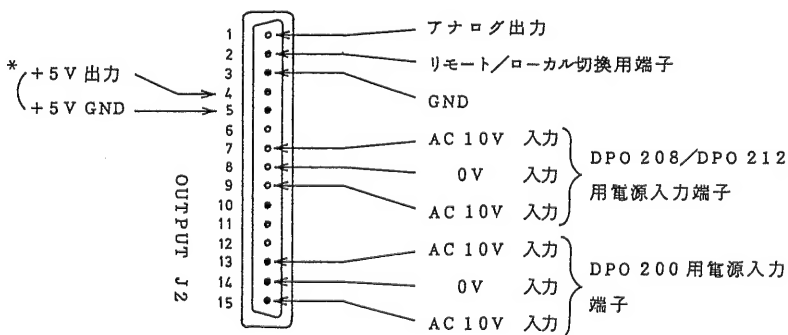 アナログ出力
リモート／ローカル切換用端子
GND
*
+5V 出力
+5V GND
1
2
3
4
5
6
7
8
9
10
11
12
13
14
15
OUTPUT J2
AC 10V 入力
0V 入力
AC 10V 入力
DPO 208／DPO 212
用電源入力端子
AC 10V 入力
0V 入力
AC 10V 入力
DPO 200 用電源入力
端子